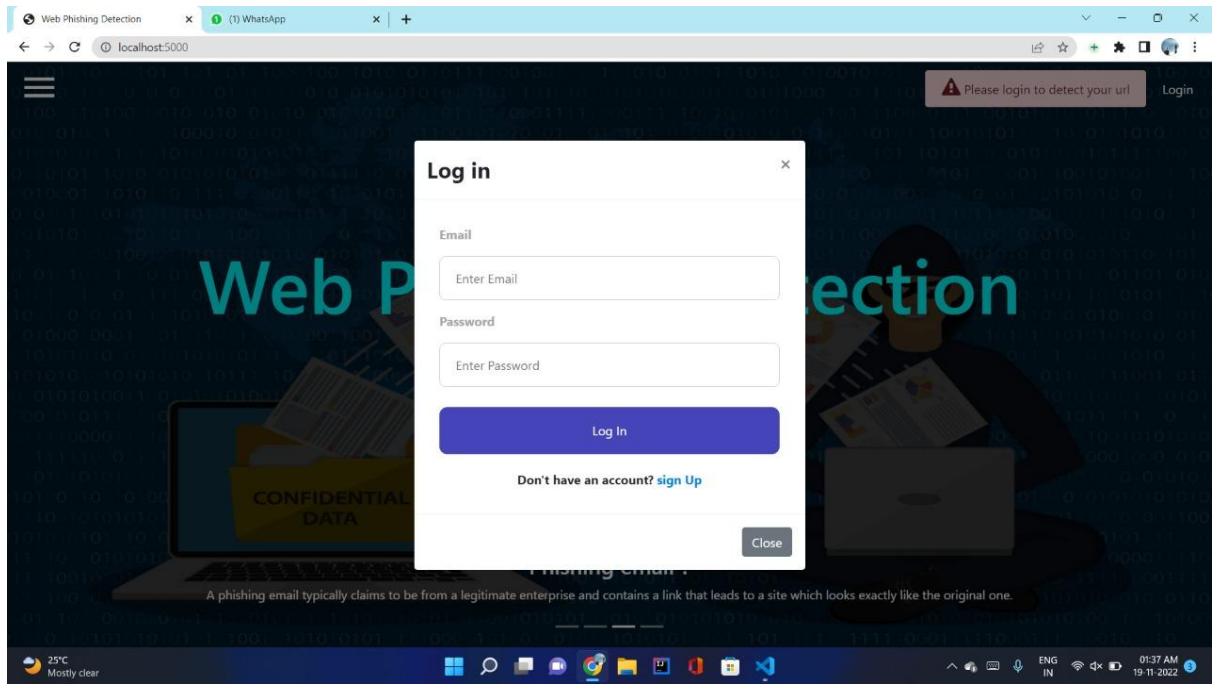 Web Phishing Detection
(1) WhatsApp
localhost:5000
Please login to detect your url
Login
Log in
×
Email
Enter Email
Web P
ection
Password
Enter Password
Log In
Don't have an account? sign Up
CONFIDENTIAL
DATA
Close
Phishing email :
A phishing email typically claims to be from a legitimate enterprise and contains a link that leads to a site which looks exactly like the original one.
25°C
Mostly clear
ENG
IN
01:37 AM
19-11-2022
3